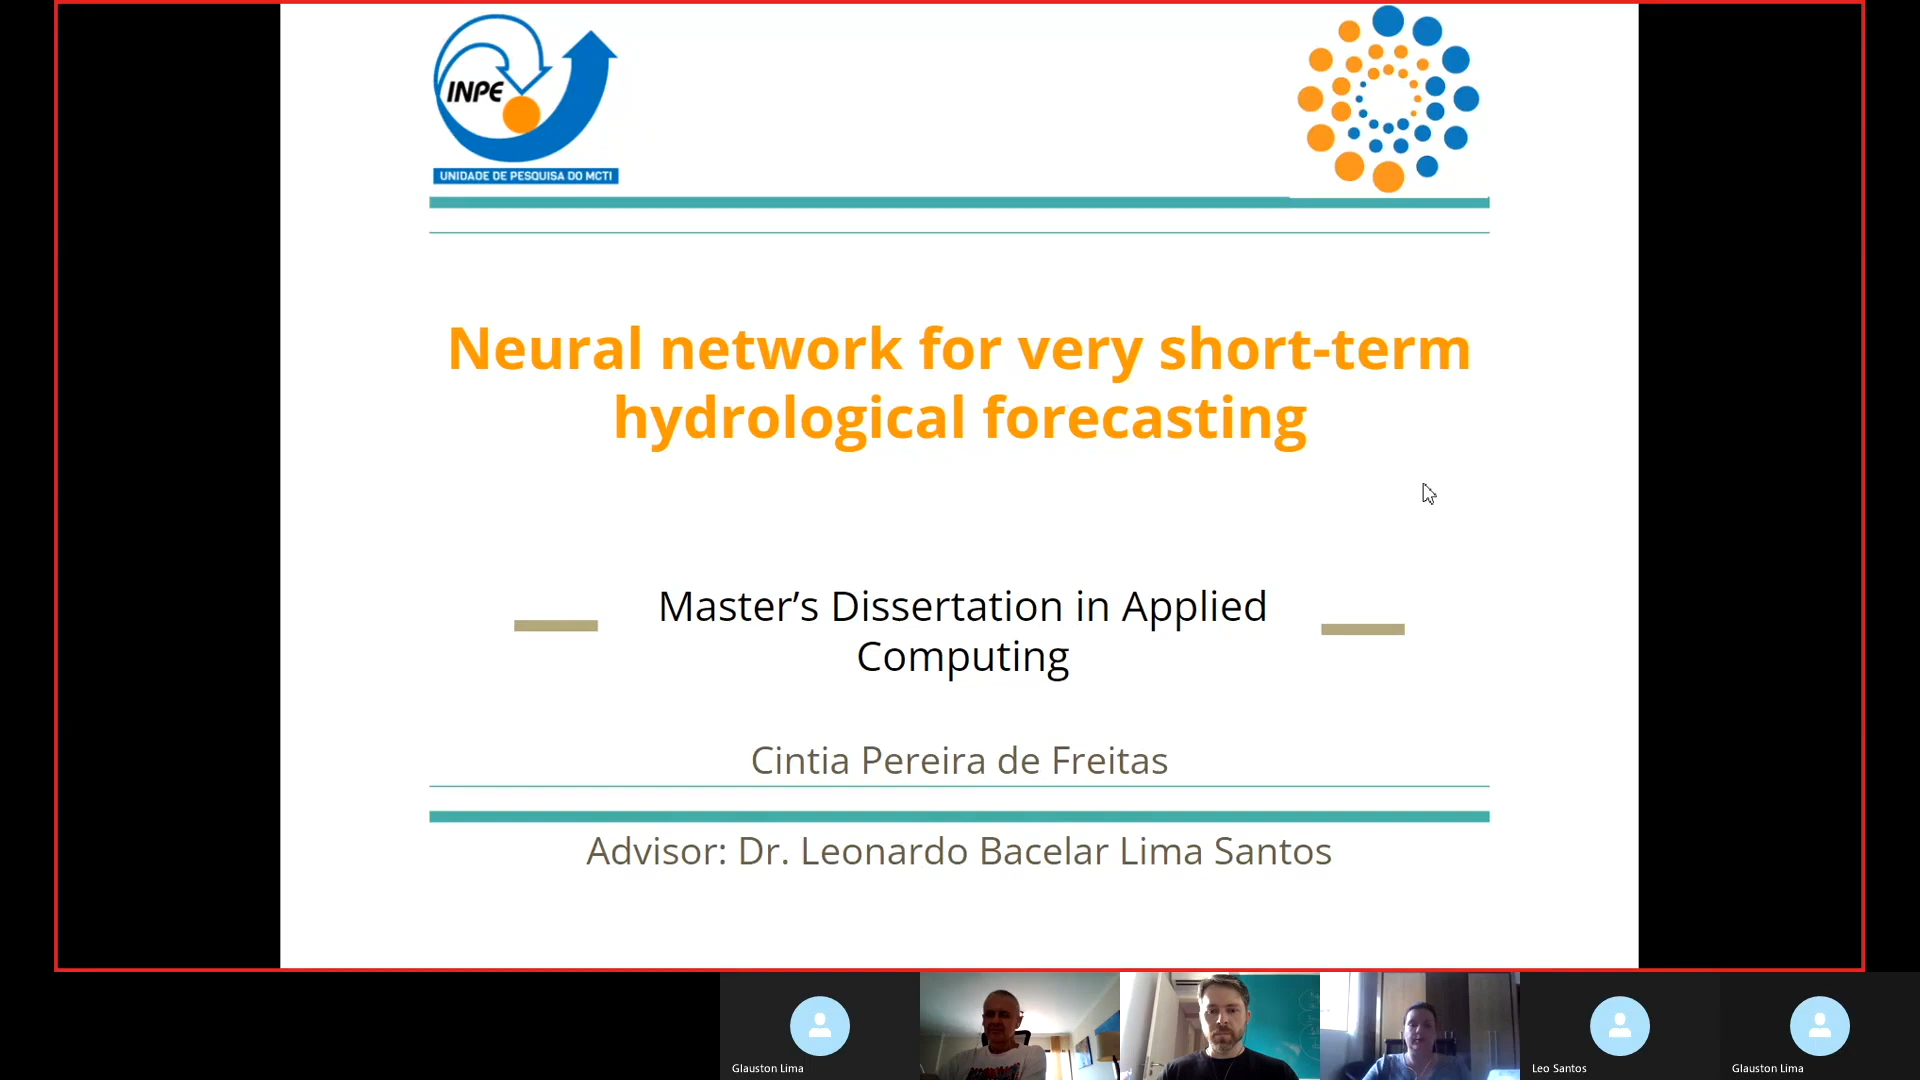 INPE
UNIDADE DE PESQUISA DO MCTI
Neural network for very short-term
hydrological forecasting
Master’s Dissertation in Applied
Computing
Cintia Pereira de Freitas
Advisor: Dr. Leonardo Bacelar Lima Santos
Glauston Lima
Leo Santos
Glauston Lima